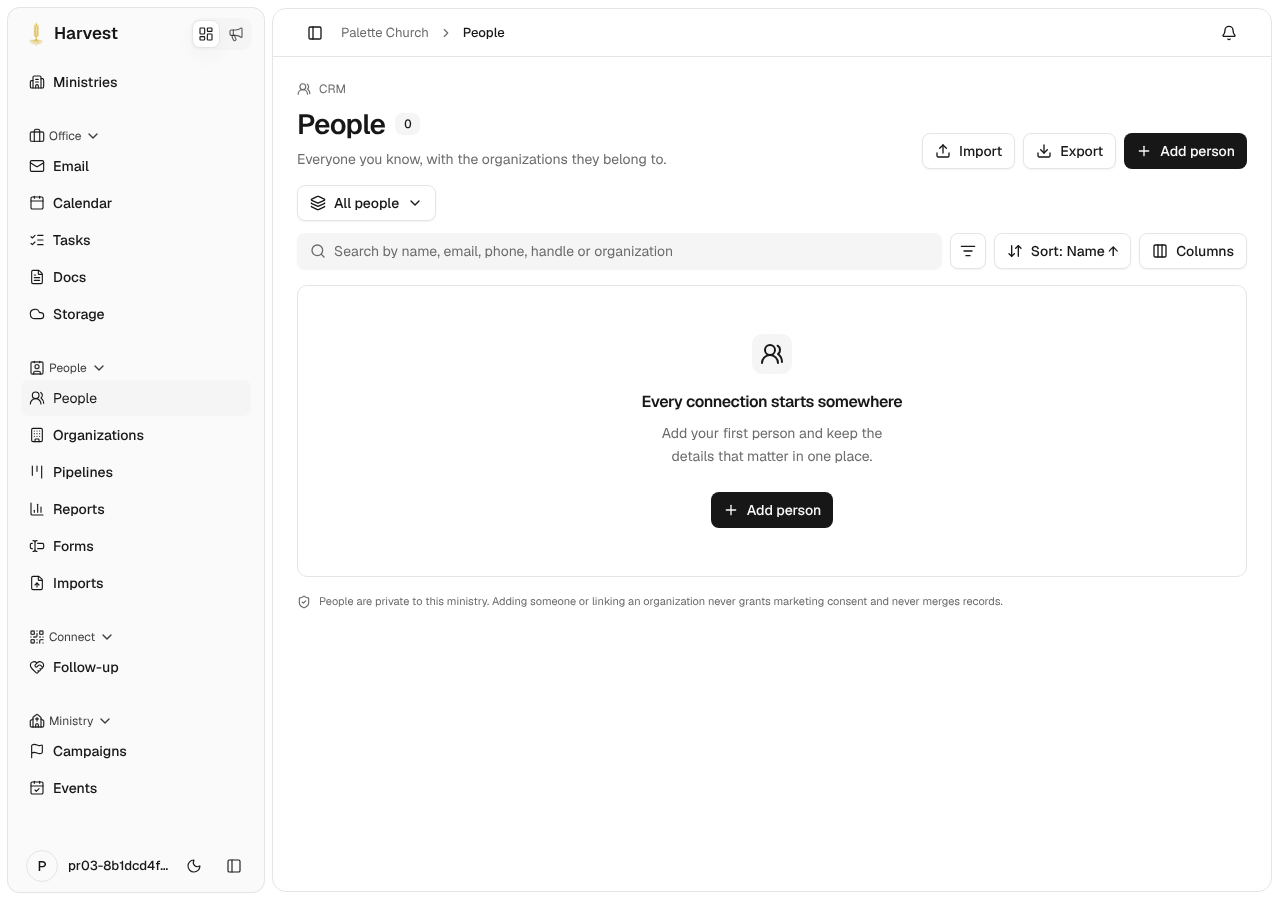 Harvest
Ministries
Office
Email
Calendar
Tasks
Docs
Storage
People
People
Organizations
Pipelines
Reports
Forms
Imports
Connect
Follow-up
Ministry
Campaigns
Events
P pr03-8b1dcd4f...
Palette Church > People
CRM
People 0
Everyone you know, with the organizations they belong to.
Import Export + Add person
All people
Search by name, email, phone, handle or organization
Sort: Name ↑ Columns
Every connection starts somewhere
Add your first person and keep the
details that matter in one place.
+ Add person
People are private to this ministry. Adding someone or linking an organization never grants marketing consent and never merges records.